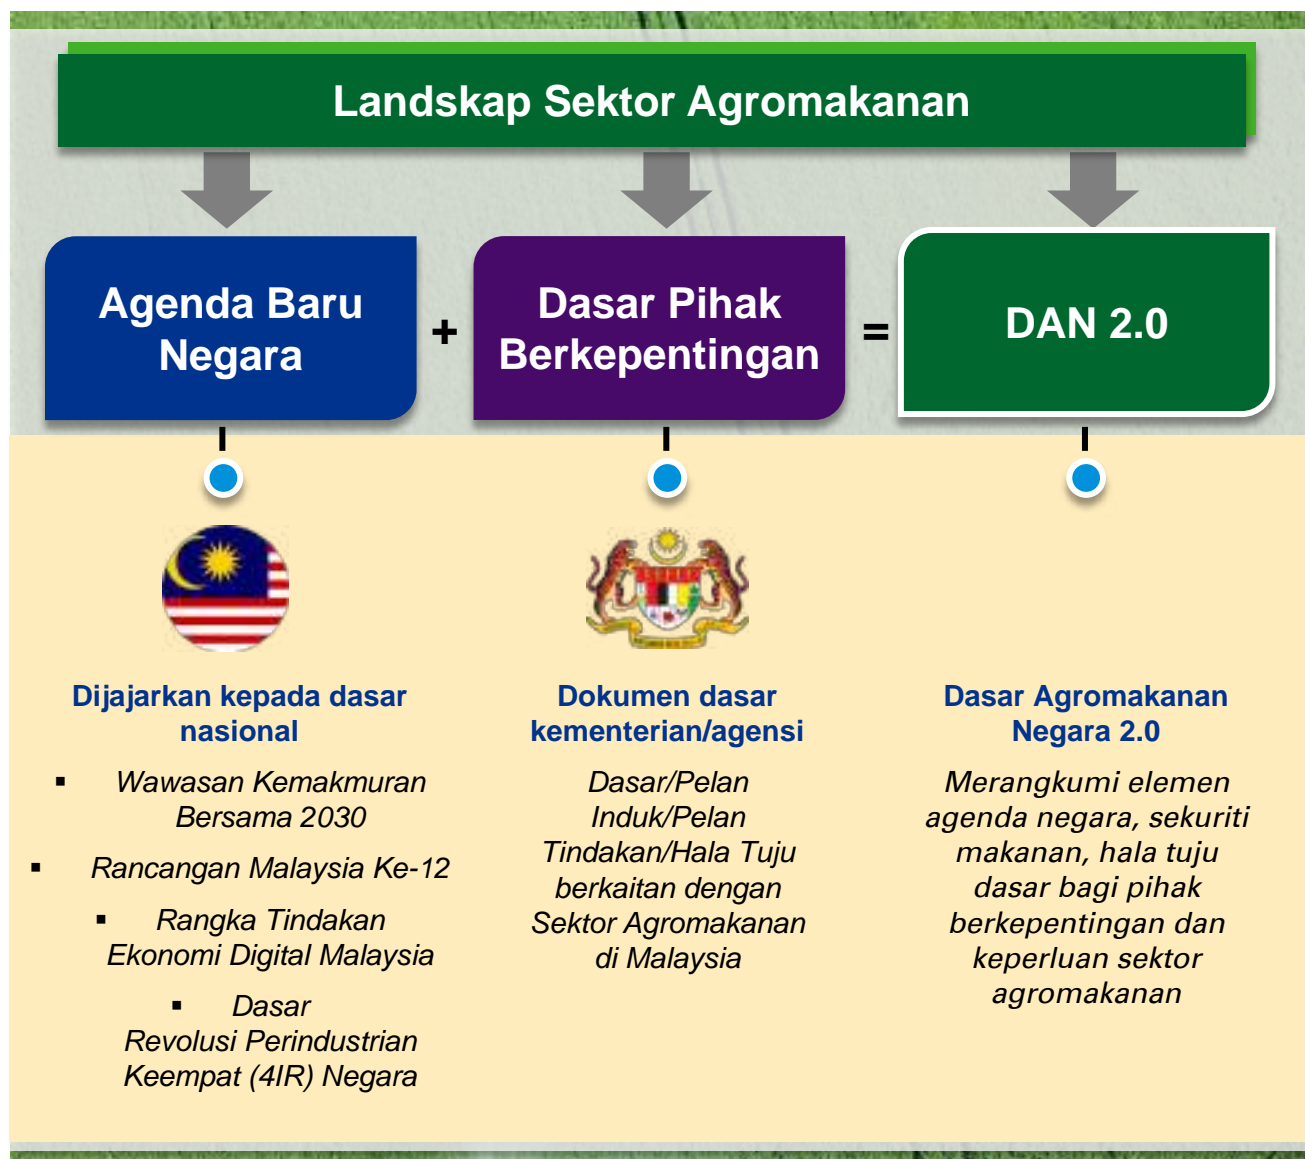 Landskap Sektor Agromakanan
Agenda Baru
Negara
+
Dasar Pihak
Berkepentingan
=
DAN 2.0
Dijajarkan kepada dasar
nasional
▪ Wawasan Kemakmuran
Bersama 2030
▪ Rancangan Malaysia Ke-12
▪ Rangka Tindakan
Ekonomi Digital Malaysia
▪ Dasar
Revolusi Perindustrian
Keempat (4IR) Negara
Dokumen dasar
kementerian/agensi
Dasar/Pelan
Induk/Pelan
Tindakan/Hala Tuju
berkaitan dengan
Sektor Agromakanan
di Malaysia
Dasar Agromakanan
Negara 2.0
Merangkumi elemen
agenda negara, sekuriti
makanan, hala tuju
dasar bagi pihak
berkepentingan dan
keperluan sektor
agromakanan